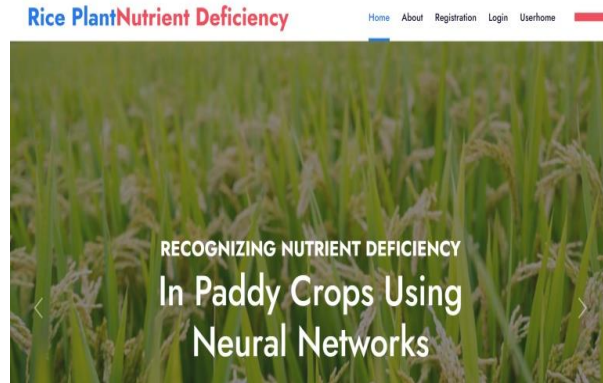 Rice PlantNutrient Deficiency
Home About Registration Login Userhome
RECOGNIZING NUTRIENT DEFICIENCY
In Paddy Crops Using
Neural Networks